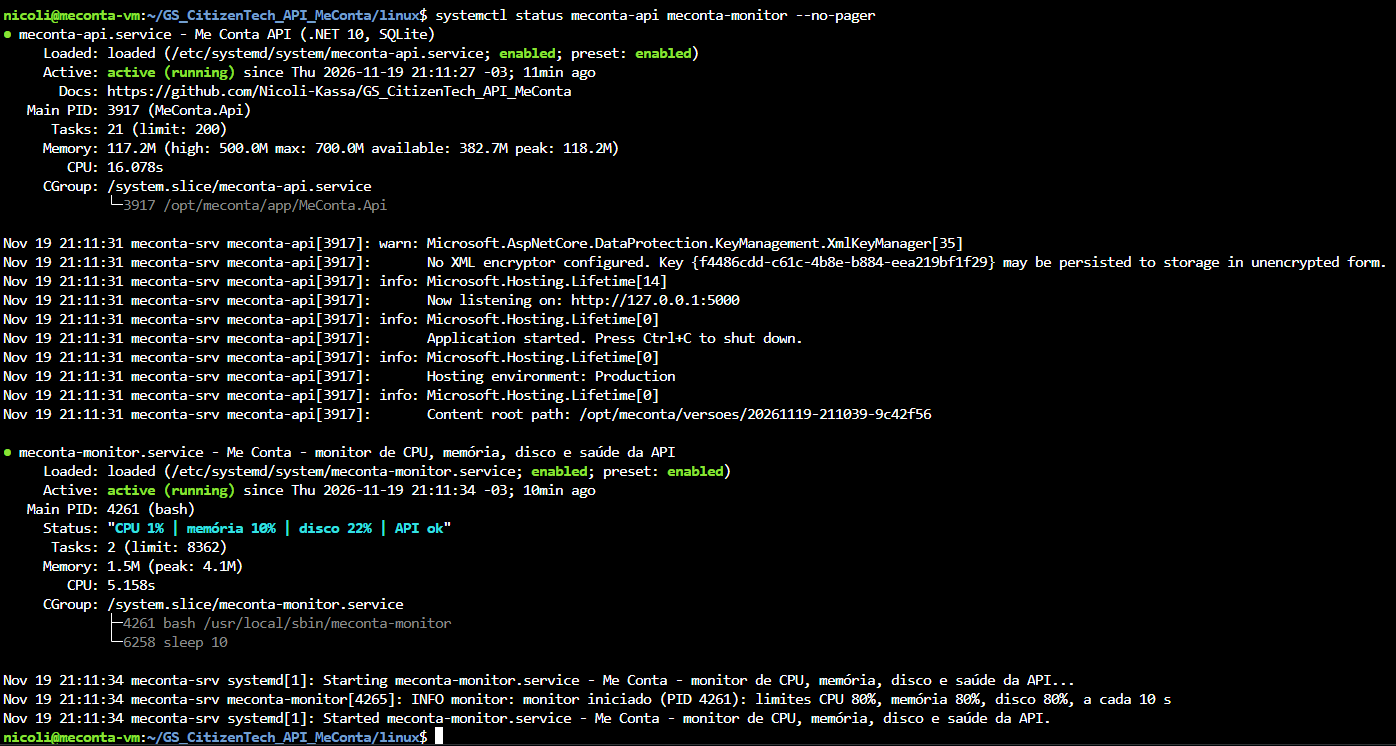 nicoli@meconta-vm:~/GS_CitizenTech_API_MeConta/linux$ systemctl status meconta-api meconta-monitor --no-pager
● meconta-api.service - Me Conta API (.NET 10, SQLite)
     Loaded: loaded (/etc/systemd/system/meconta-api.service; enabled; preset: enabled)
     Active: active (running) since Thu 2026-11-19 21:11:27 -03; 11min ago
       Docs: https://github.com/Nicoli-Kassa/GS_CitizenTech_API_MeConta
   Main PID: 3917 (MeConta.Api)
      Tasks: 21 (limit: 200)
     Memory: 117.2M (high: 500.0M max: 700.0M available: 382.7M peak: 118.2M)
        CPU: 16.078s
     CGroup: /system.slice/meconta-api.service
             └─3917 /opt/meconta/app/MeConta.Api

Nov 19 21:11:31 meconta-srv meconta-api[3917]: warn: Microsoft.AspNetCore.DataProtection.KeyManagement.XmlKeyManager[35]
Nov 19 21:11:31 meconta-srv meconta-api[3917]:       No XML encryptor configured. Key {f4486cdd-c61c-4b8e-b884-eea219bf1f29} may be persisted to storage in unencrypted form.
Nov 19 21:11:31 meconta-srv meconta-api[3917]: info: Microsoft.Hosting.Lifetime[14]
Nov 19 21:11:31 meconta-srv meconta-api[3917]:       Now listening on: http://127.0.0.1:5000
Nov 19 21:11:31 meconta-srv meconta-api[3917]: info: Microsoft.Hosting.Lifetime[0]
Nov 19 21:11:31 meconta-srv meconta-api[3917]:       Application started. Press Ctrl+C to shut down.
Nov 19 21:11:31 meconta-srv meconta-api[3917]: info: Microsoft.Hosting.Lifetime[0]
Nov 19 21:11:31 meconta-srv meconta-api[3917]:       Hosting environment: Production
Nov 19 21:11:31 meconta-srv meconta-api[3917]: info: Microsoft.Hosting.Lifetime[0]
Nov 19 21:11:31 meconta-srv meconta-api[3917]:       Content root path: /opt/meconta/versoes/20261119-211039-9c42f56

● meconta-monitor.service - Me Conta - monitor de CPU, memória, disco e saúde da API
     Loaded: loaded (/etc/systemd/system/meconta-monitor.service; enabled; preset: enabled)
     Active: active (running) since Thu 2026-11-19 21:11:34 -03; 10min ago
   Main PID: 4261 (bash)
     Status: "CPU 1% | memória 10% | disco 22% | API ok"
      Tasks: 2 (limit: 8362)
     Memory: 1.5M (peak: 4.1M)
        CPU: 5.158s
     CGroup: /system.slice/meconta-monitor.service
             ├─4261 bash /usr/local/sbin/meconta-monitor
             └─6258 sleep 10

Nov 19 21:11:34 meconta-srv systemd[1]: Starting meconta-monitor.service - Me Conta - monitor de CPU, memória, disco e saúde da API...
Nov 19 21:11:34 meconta-srv meconta-monitor[4265]: INFO monitor: monitor iniciado (PID 4261): limites CPU 80%, memória 80%, disco 80%, a cada 10 s
Nov 19 21:11:34 meconta-srv systemd[1]: Started meconta-monitor.service - Me Conta - monitor de CPU, memória, disco e saúde da API.
nicoli@meconta-vm:~/GS_CitizenTech_API_MeConta/linux$